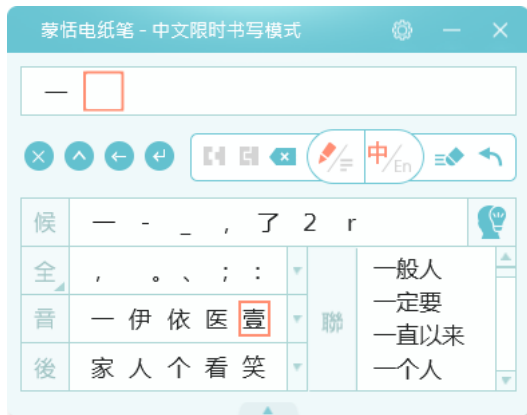 蒙恬电纸笔 - 中文限时书写模式
一
中/En
候 一 - _ , 了 2 r
全 , 。 、 ; :
音 一 伊 依 医 壹
後 家 人 个 看 笑
聯
一般人
一定要
一直以来
一个人